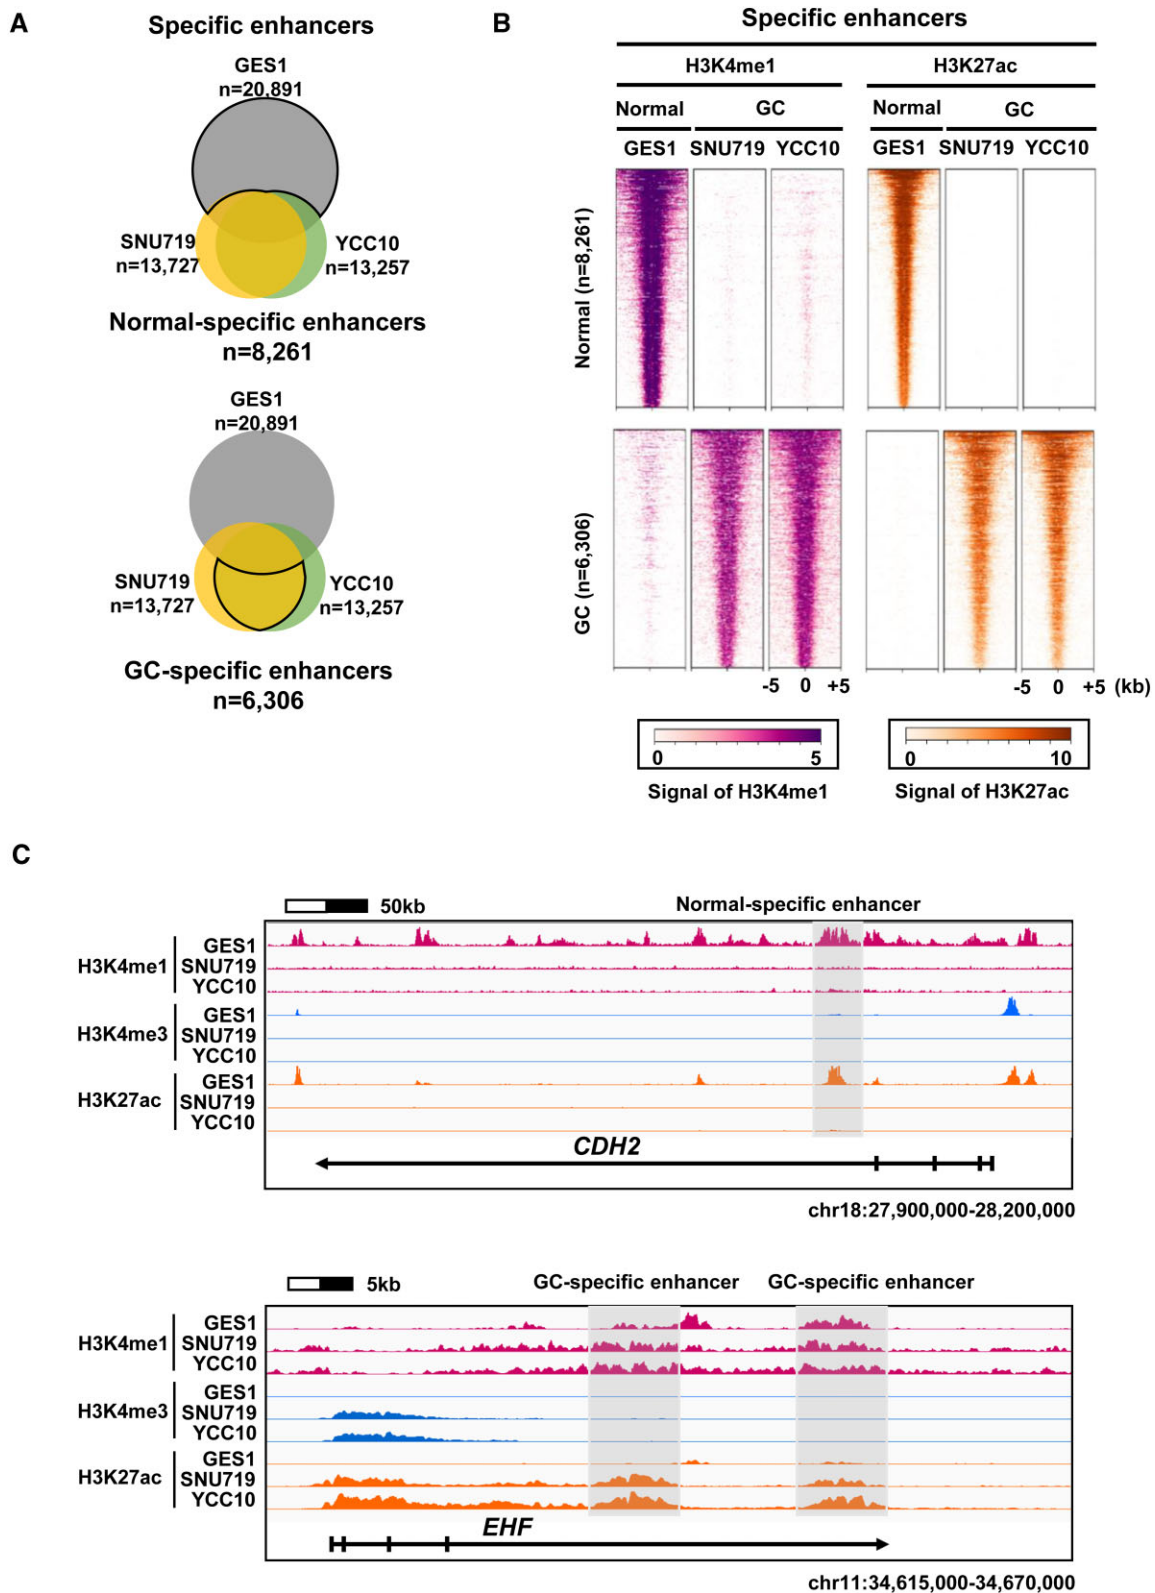 A
Specific enhancers
GES1
n=20,891
SNU719
n=13,727
YCC10
n=13,257
Normal-specific enhancers
n=8,261
GES1
n=20,891
SNU719
n=13,727
YCC10
n=13,257
GC-specific enhancers
n=6,306
B
Specific enhancers
H3K4me1 H3K27ac
Normal GC Normal GC
GES1 SNU719 YCC10 GES1 SNU719 YCC10
Normal (n=8,261)
GC (n=6,306)
-5 0 +5 -5 0 +5 (kb)
0 5
Signal of H3K4me1
0 10
Signal of H3K27ac
C
50kb Normal-specific enhancer
H3K4me1
GES1
SNU719
YCC10
H3K4me3
GES1
SNU719
YCC10
H3K27ac
GES1
SNU719
YCC10
CDH2
chr18:27,900,000-28,200,000
5kb GC-specific enhancer GC-specific enhancer
H3K4me1
GES1
SNU719
YCC10
H3K4me3
GES1
SNU719
YCC10
H3K27ac
GES1
SNU719
YCC10
EHF
chr11:34,615,000-34,670,000